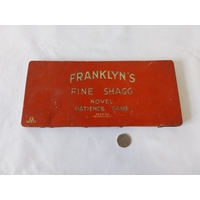 FRANKLYN'S
FINE SHAGG
NOVEL
PATIENCE GAME